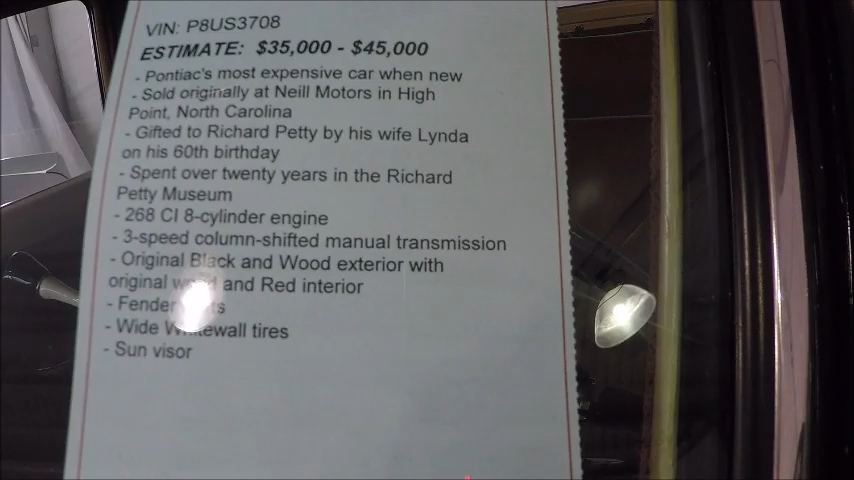 VIN: P8US3708
ESTIMATE: $35,000 - $45,000
- Pontiac's most expensive car when new
- Sold originally at Neill Motors in High
Point, North Carolina
- Gifted to Richard Petty by his wife Lynda
on his 60th birthday
- Spent over twenty years in the Richard
Petty Museum
- 268 CI 8-cylinder engine
- 3-speed column-shifted manual transmission
- Original Black and Wood exterior with
original and Red interior
- Fender
- Wide Whitewall tires
- Sun visor